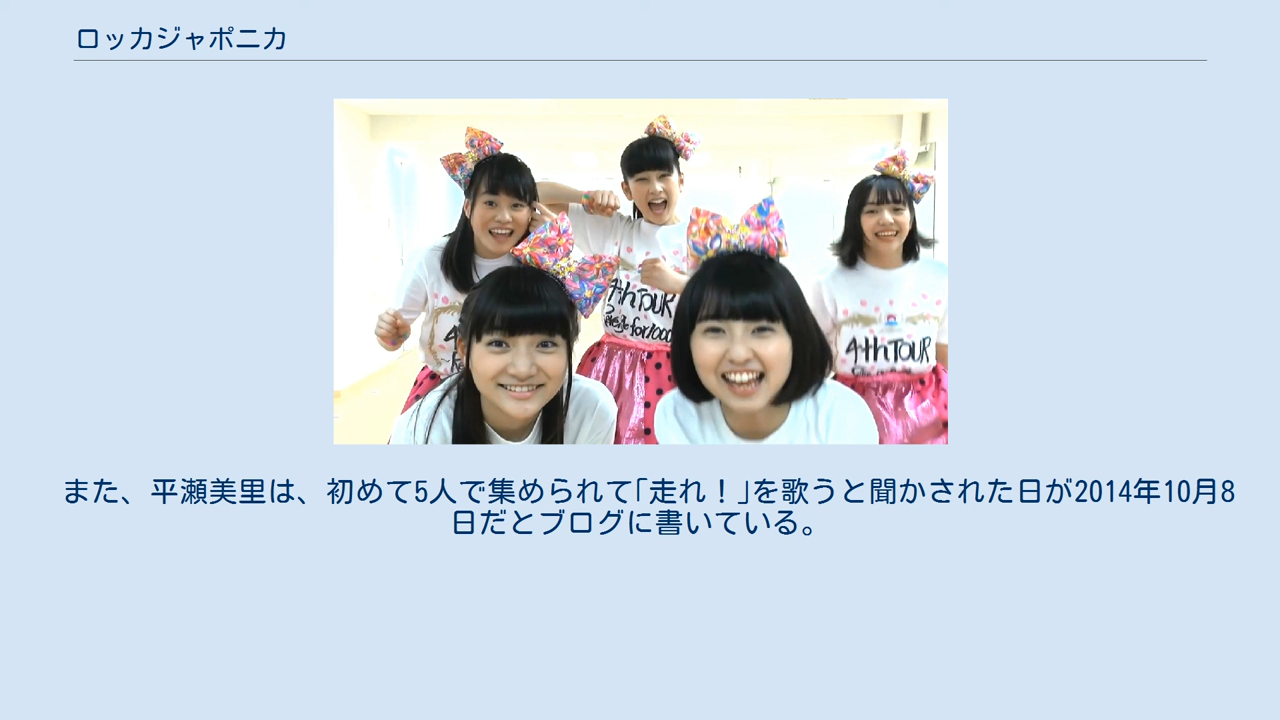 ロッカジャポニカ
4thTOUR
4thTOUR
また、平瀬美里は、初めて5人で集められて｢走れ！｣を歌うと聞かされた日が2014年10月8
日だとブログに書いている。